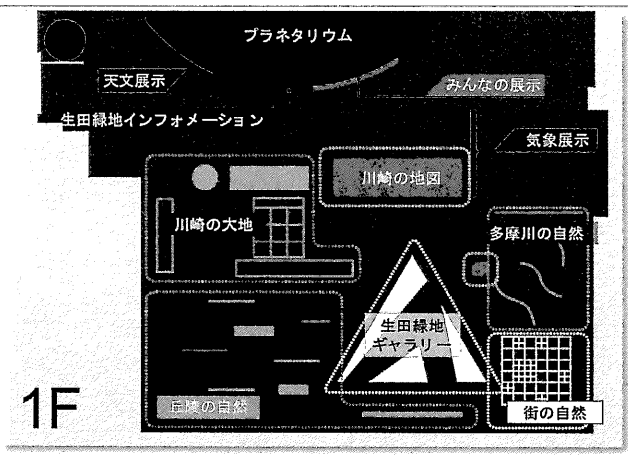 プラネタリウム
天文展示
みんなの展示
生田緑地インフォメーション
気象展示
川崎の地図
川崎の大地
多摩川の自然
生田緑地
ギャラリー
丘陵の自然
街の自然
1F